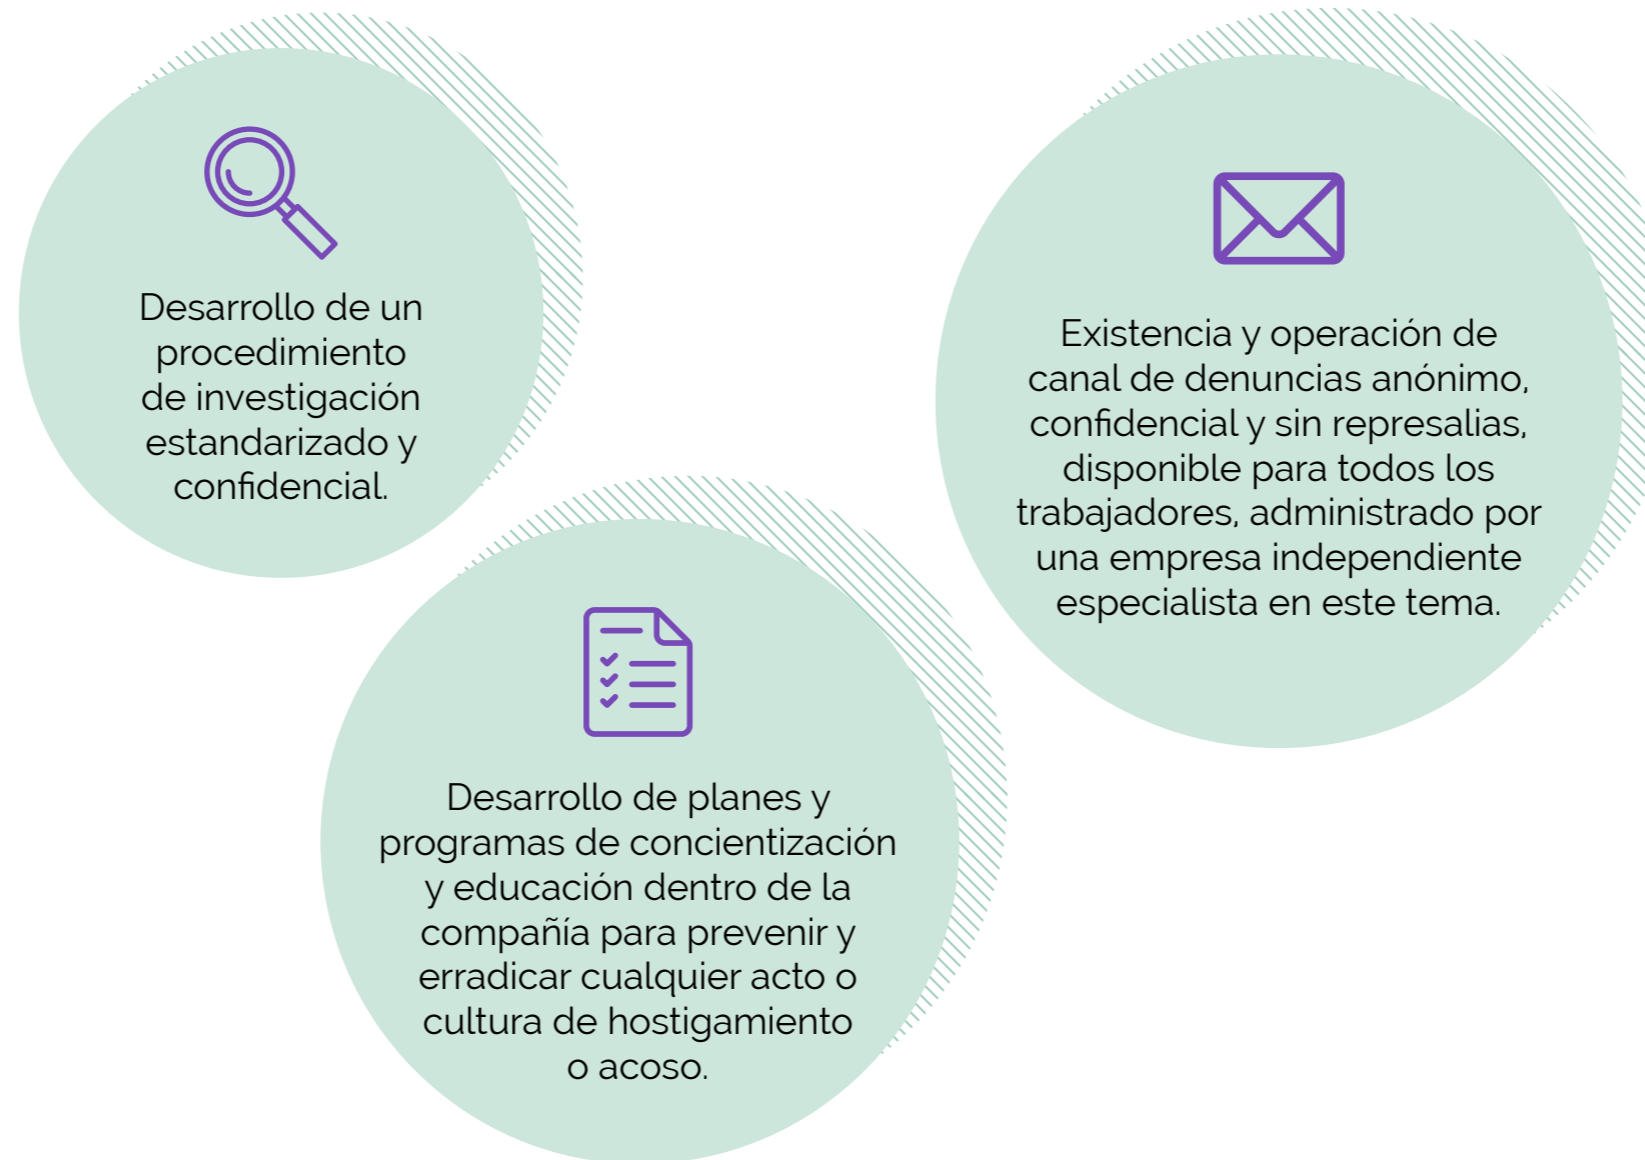 Desarrollo de un
procedimiento
de investigación
estandarizado y
confidencial.
Existencia y operación de
canal de denuncias anónimo,
confidencial y sin represalias,
disponible para todos los
trabajadores, administrado por
una empresa independiente
especialista en este tema.
Desarrollo de planes y
programas de concientización
y educación dentro de la
compañía para prevenir y
erradicar cualquier acto o
cultura de hostigamiento
o acoso.